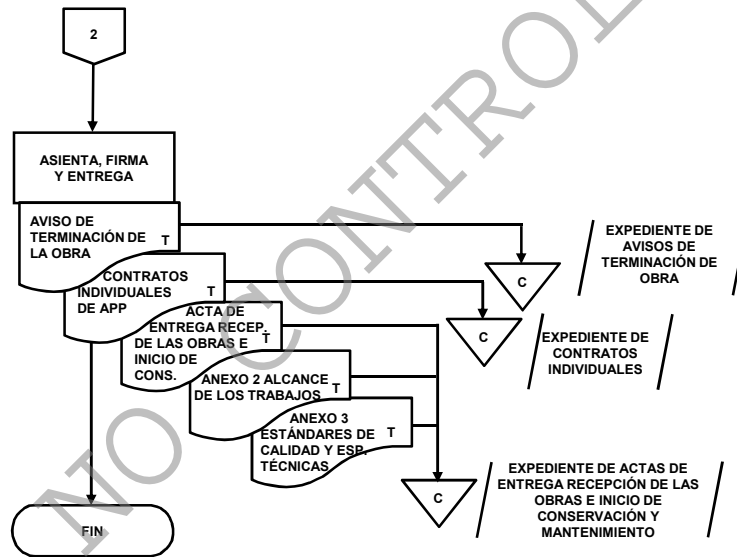 2
ASIENTA, FIRMA
Y ENTREGA
AVISO DE
TERMINACIÓN DE
LA OBRA
T
CONTRATOS
INDIVIDUALES
DE APP
T
ACTA DE
ENTREGA RECEP.
DE LAS OBRAS E
INICIO DE
CONS.
T
ANEXO 2 ALCANCE
DE LOS TRABAJOS
T
ANEXO 3
ESTÁNDARES DE
CALIDAD Y ESP.
TÉCNICAS
T
C
EXPEDIENTE DE
AVISOS DE
TERMINACIÓN DE
OBRA
C
EXPEDIENTE DE
CONTRATOS
INDIVIDUALES
C
EXPEDIENTE DE ACTAS DE
ENTREGA RECEPCIÓN DE LAS
OBRAS E INICIO DE
CONSERVACIÓN Y
MANTENIMIENTO
FIN
NO CONTROL